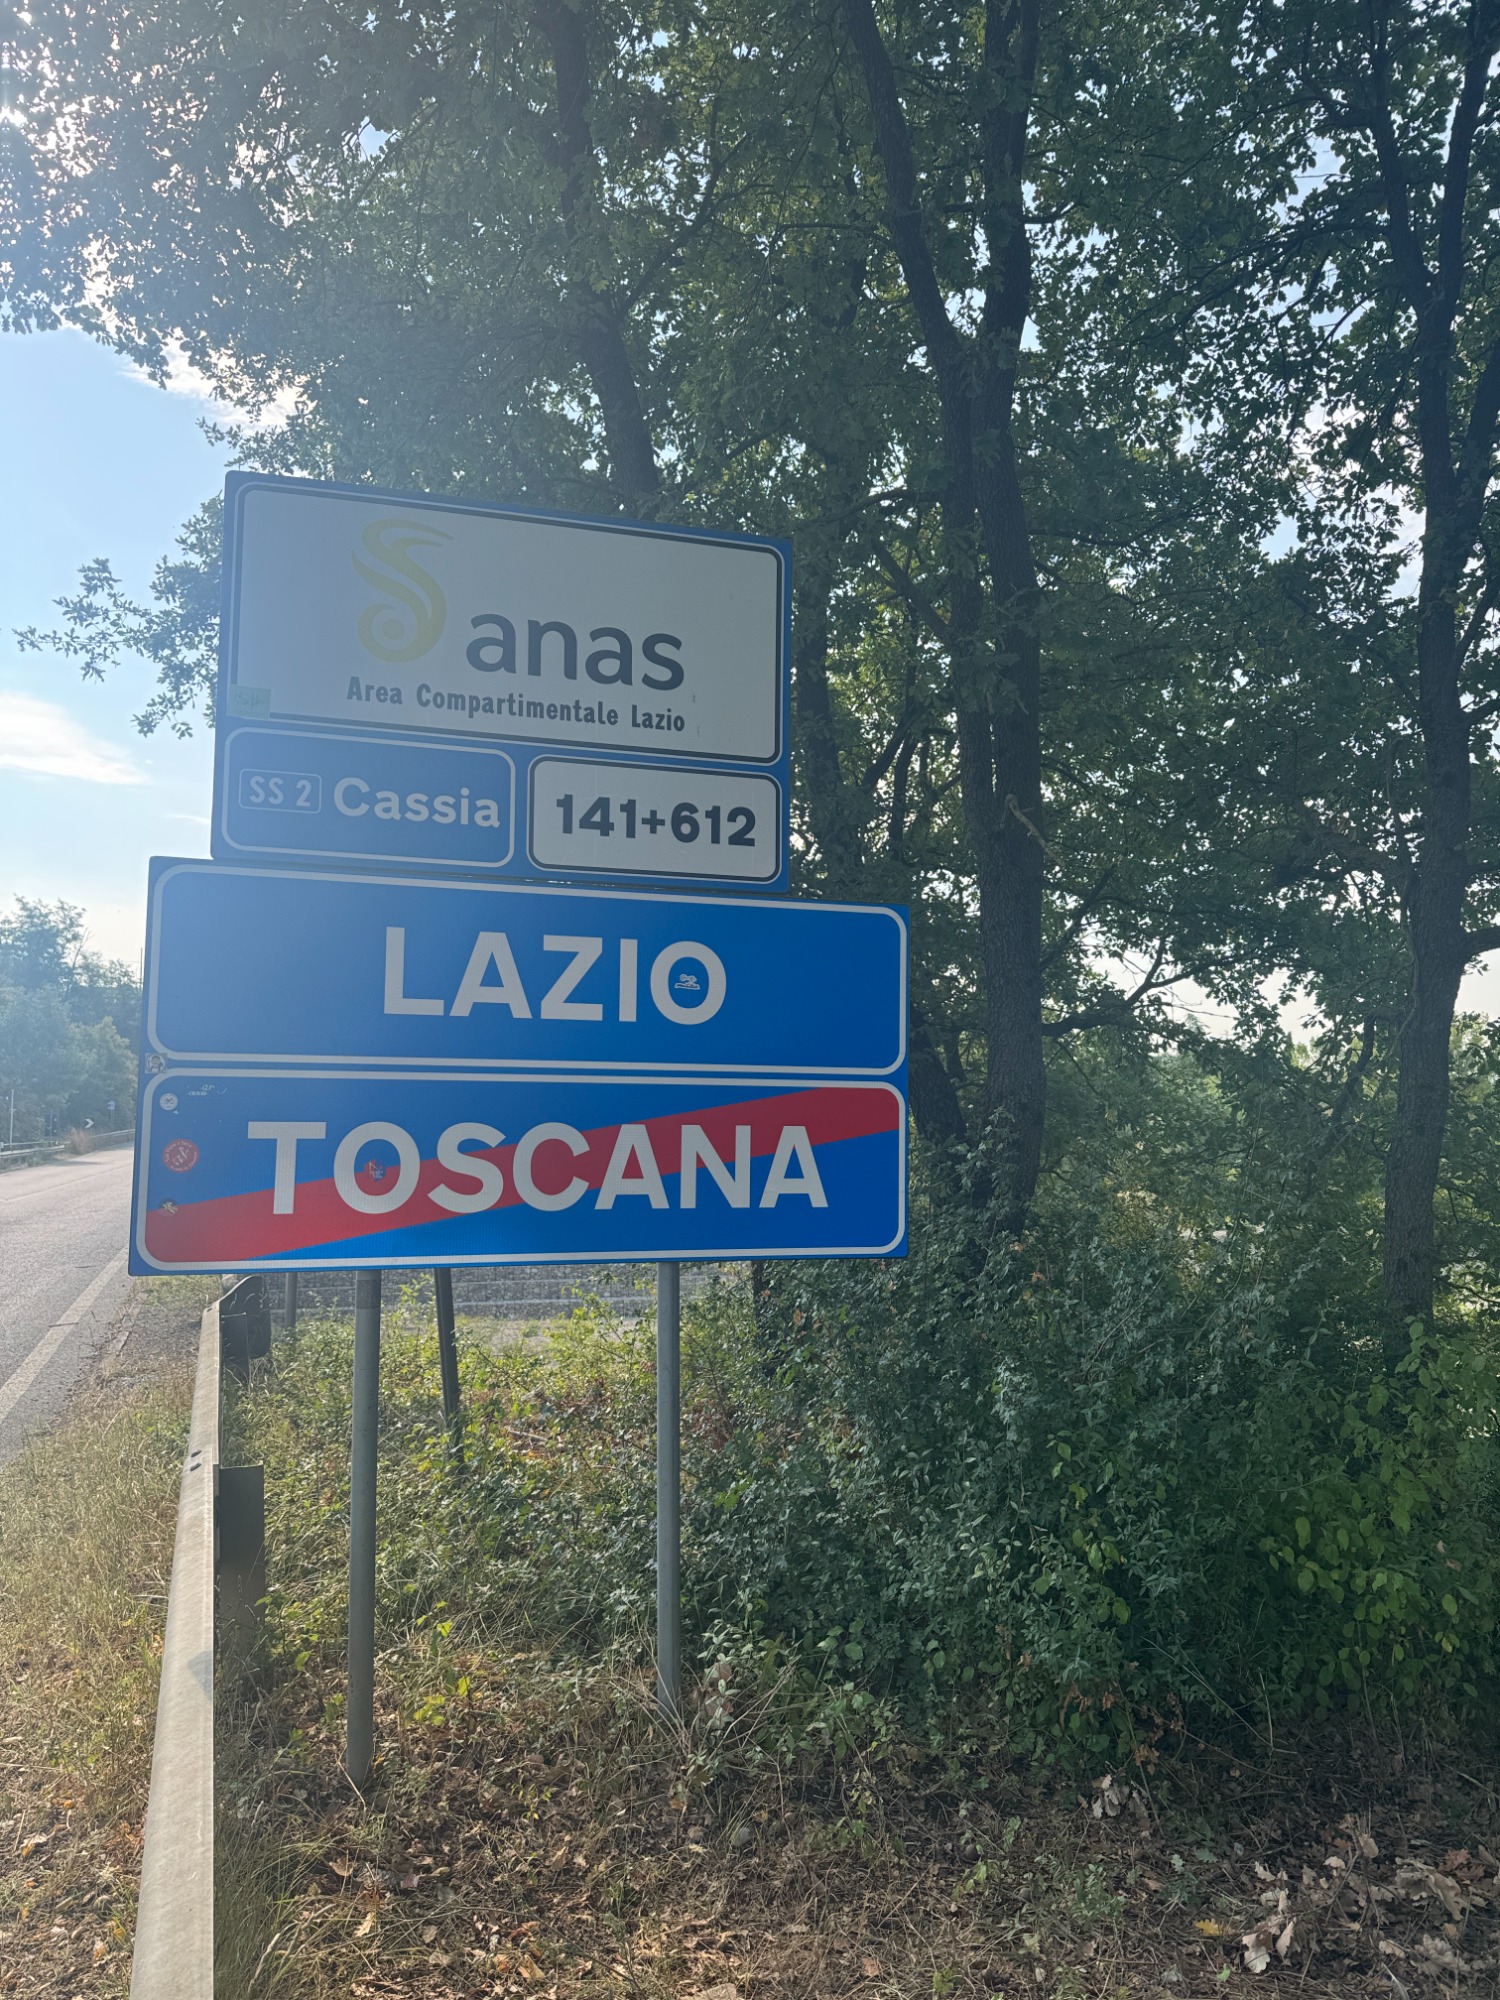 anas
Area Compartimentale Lazio
SS 2 Cassia
141+612
LAZIO
TOSCANA